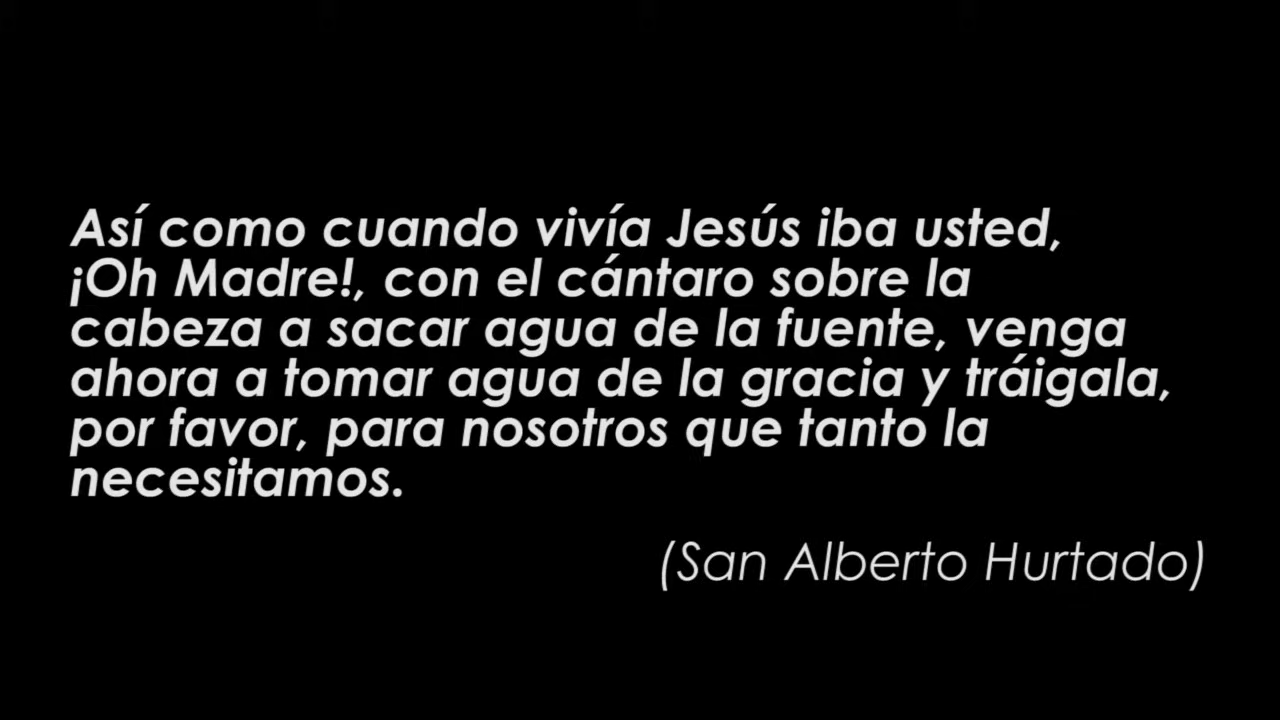 Así como cuando vivía Jesús iba usted,
¡Oh Madre!, con el cántaro sobre la
cabeza a sacar agua de la fuente, venga
ahora a tomar agua de la gracia y tráigala,
por favor, para nosotros que tanto la
necesitamos.
(San Alberto Hurtado)